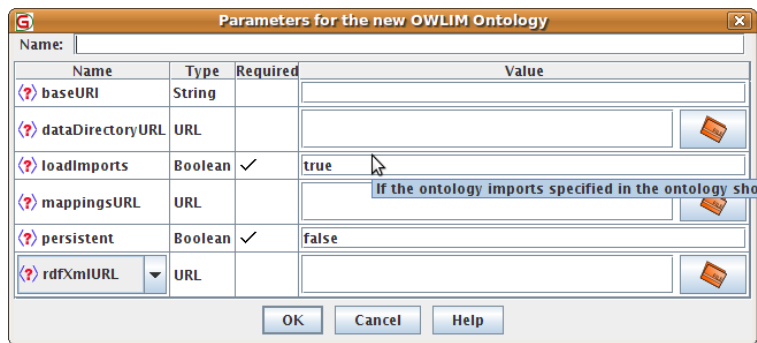 Parameters for the new OWLIM Ontology
Name:
Name Type Required Value
<?> baseURI String
<?> dataDirectoryURL URL
<?> loadImports Boolean ✓ true
If the ontology imports specified in the ontology sho
<?> mappingsURL URL
<?> persistent Boolean ✓ false
<?> rdfXmlURL URL
OK Cancel Help